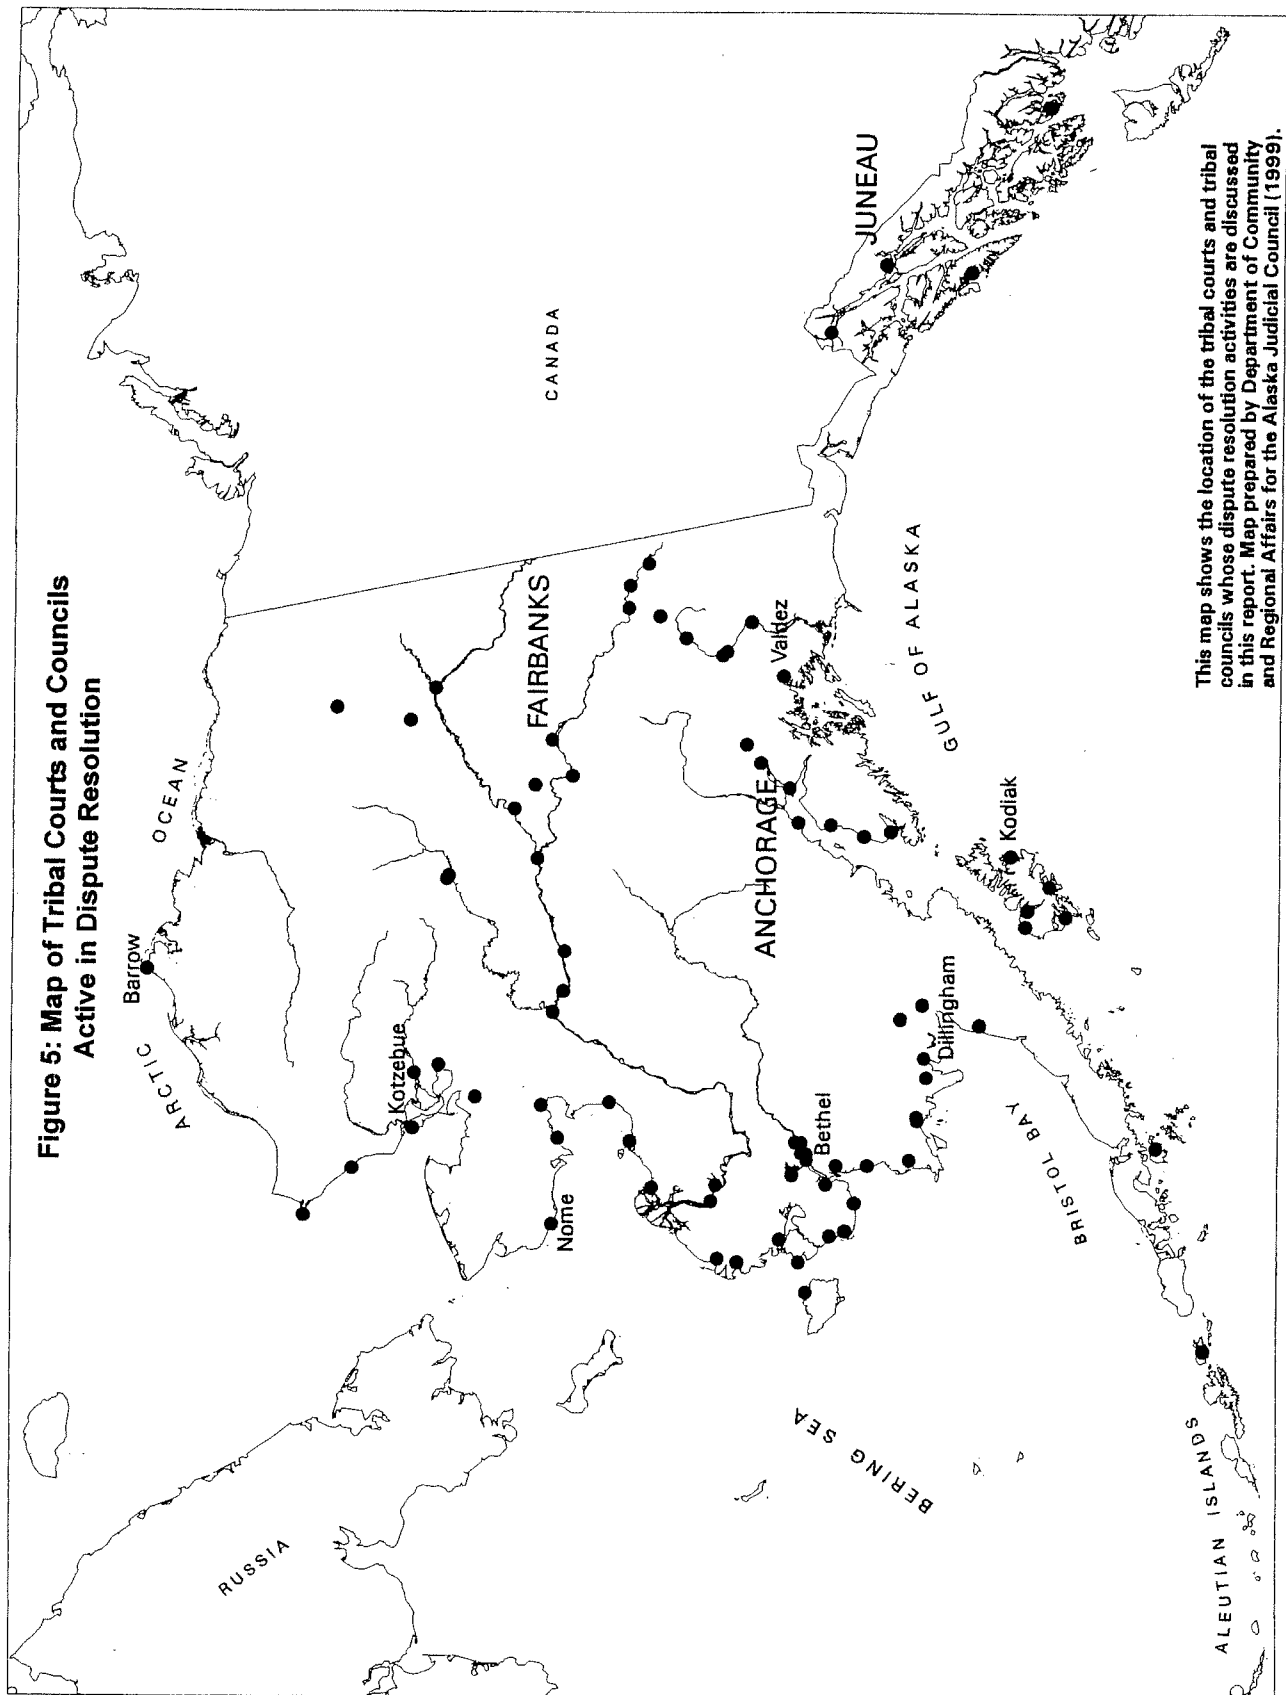 Figure 5: Map of Tribal Courts and Councils
Active in Dispute Resolution
Barrow
ARCTIC
OCEAN
RUSSIA
Kotzebue
Nome
FAIRBANKS
CANADA
BERING SEA
Bethel
ANCHORAGE
Valdez
JUNEAU
Dillingham
BRISTOL BAY
Kodiak
GULF OF ALASKA
ALEUTIAN ISLANDS
This map shows the location of the tribal courts and tribal
councils whose dispute resolution activities are discussed
in this report. Map prepared by Department of Community
and Regional Affairs for the Alaska Judicial Council (1999).